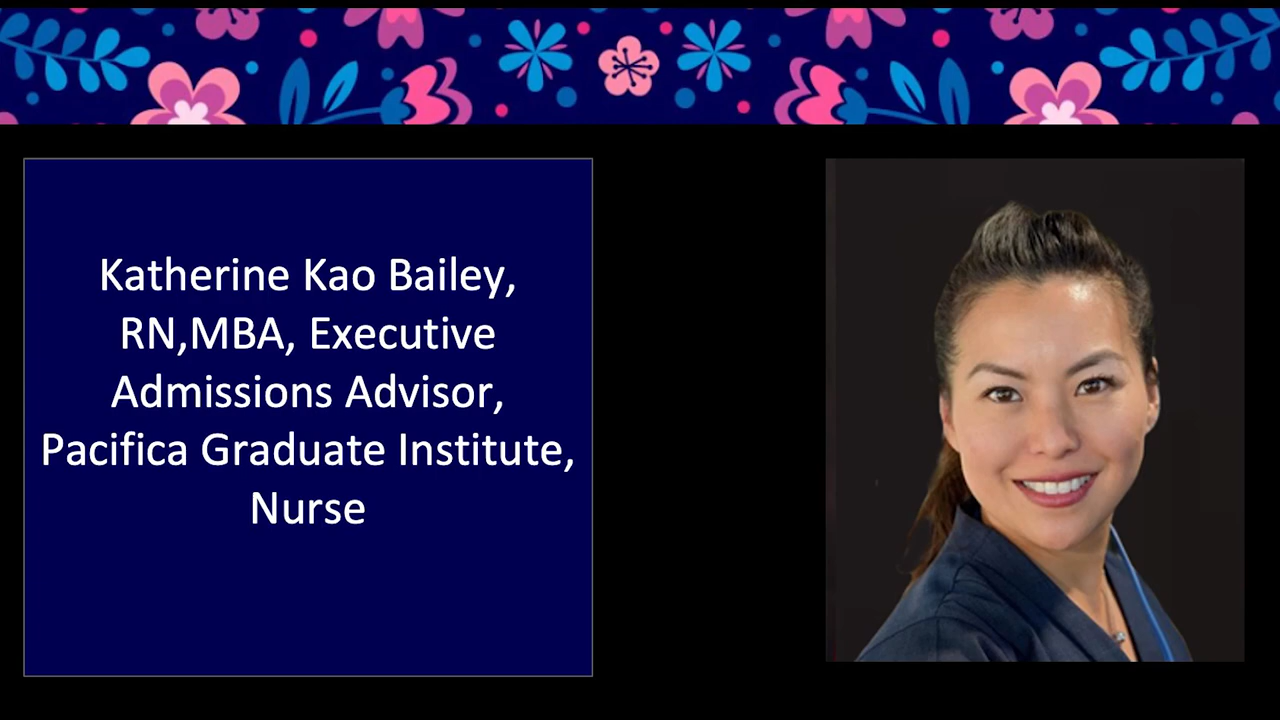 Katherine Kao Bailey,
RN,MBA, Executive
Admissions Advisor,
Pacifica Graduate Institute,
Nurse